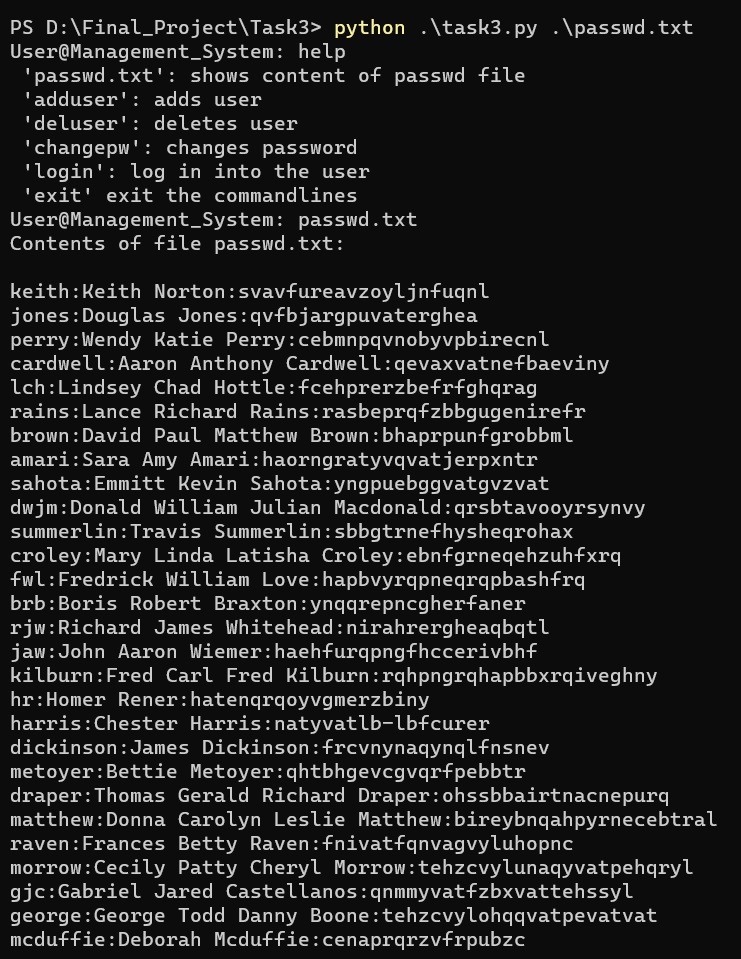 PS D:\Final_Project\Task3> python .\task3.py .\passwd.txt
User@Management_System: help
'passwd.txt': shows content of passwd file
'adduser': adds user
'deluser': deletes user
'changepw': changes password
'login': log in into the user
'exit' exit the commandlines
User@Management_System: passwd.txt
Contents of file passwd.txt:
keith:Keith Norton:svavfureavzoyljnfuqnl
jones:Douglas Jones:qvfbjargpuvaterghea
perry:Wendy Katie Perry:cebmnpqvnobyvpbirecnl
cardwell:Aaron Anthony Cardwell:qevaxvatnefbaeviny
lch:Lindsey Chad Hottle:fcehprerzbefrfghqrag
rains:Lance Richard Rains:rasbeprqfzbbgugenirefr
brown:David Paul Matthew Brown:bhaprpunfgrobbml
amari:Sara Amy Amari:haorngratyvqvatjerpxntr
sahota:Emmitt Kevin Sahota:yngpuebggvatgvzvat
dwjm:Donald William Julian Macdonald:qrsbtavooyrsynvy
summerlin:Travis Summerlin:sbbgtrnefhysheqrohax
croley:Mary Linda Latisha Croley:ebnfgrneqehzuhfxrq
fwl:Fredrick William Love:hapbvyrqpneqrqpbashfrq
brb:Boris Robert Braxton:ynqqrepncgherfaner
rjw:Richard James Whitehead:nirahrergheaqbqtl
jaw:John Aaron Wiemer:haehfurqpngfhccerivbhf
kilburn:Fred Carl Fred Kilburn:rqhpngrqhapbbxrqiveghny
hr:Homer Rener:hatenqrqoyvgmerzbiny
harris:Chester Harris:natyvatlb-lbfcurer
dickinson:James Dickinson:frcvnynaqynqlfnsnev
metoyer:Bettie Metoyer:qhtbhgevcgvqrfpebbtr
draper:Thomas Gerald Richard Draper:ohssbbairtnacnepurq
matthew:Donna Carolyn Leslie Matthew:bireybnqahpyrnecebtral
raven:Frances Betty Raven:fnivatfqnvagvyluhopnc
morrow:Cecily Patty Cheryl Morrow:tehzcvylunaqyvatpehqryl
gjc:Gabriel Jared Castellanos:qnmmyvatfzbxvattehssyl
george:George Todd Danny Boone:tehzcvylohqqvatpevatvat
mcduffie:Deborah Mcduffie:cenaprqrzvfrpubzc